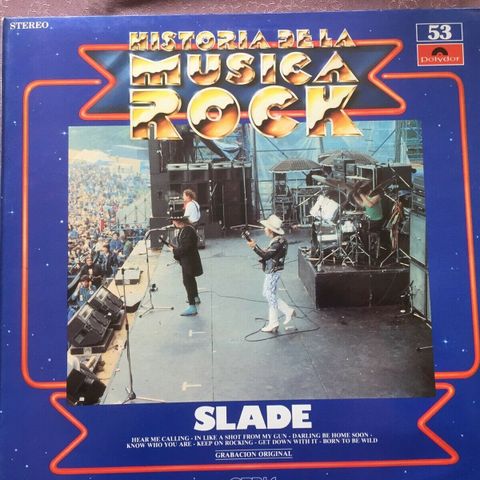 STEREO
53
polydor
HISTORIA DE LA
MUSICA
ROCK
SLADE
HEAR ME CALLING - IN LIKE A SHOT FROM MY GUN - DARLING BE HOME SOON -
KNOW WHO YOU ARE - KEEP ON ROCKING - GET DOWN WITH IT - BORN TO BE WILD
GRABACION ORIGINAL